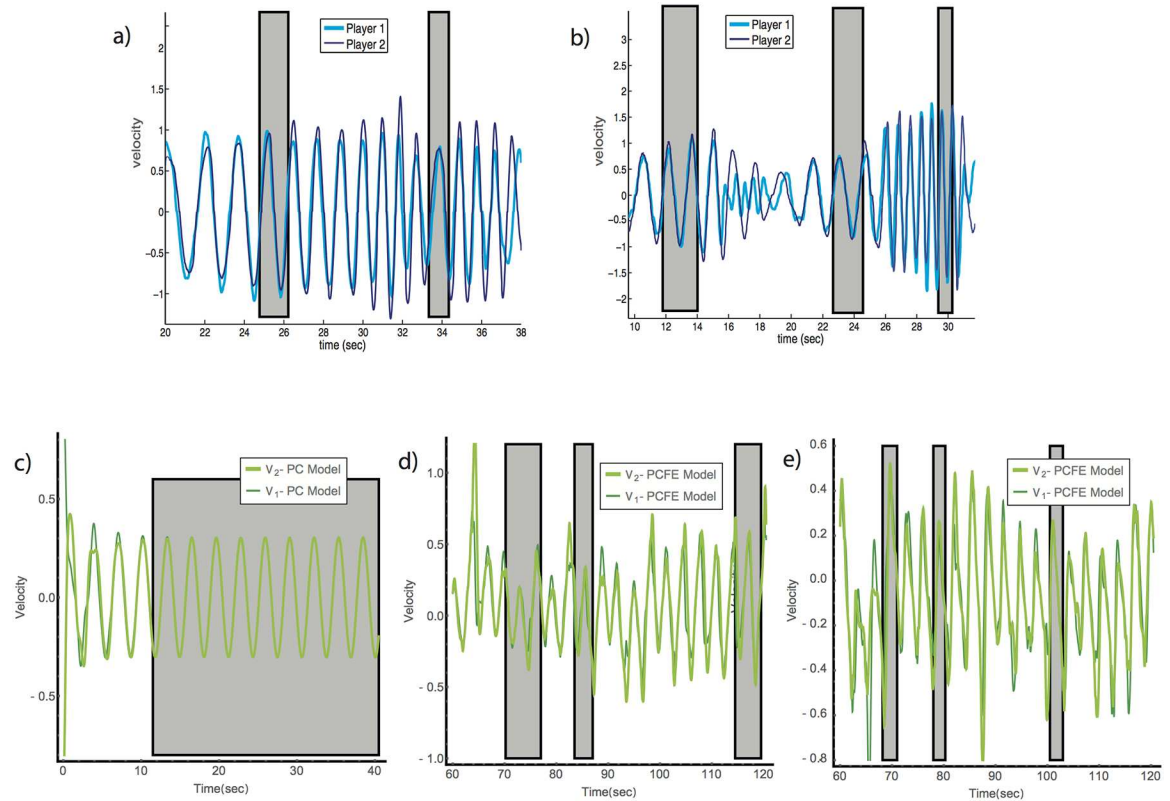 a)
Player 1
Player 2
velocity
2
1.5
1
0.5
0
−0.5
−1
20 22 24 26 28 30 32 34 36 38
time (sec)
b)
Player 1
Player 2
velocity
3
2.5
2
1.5
1
0.5
0
−0.5
−1
−1.5
−2
10 12 14 16 18 20 22 24 26 28 30
time (sec)
c)
V2- PC Model
V1- PC Model
Velocity
0.5
0.0
- 0.5
0 10 20 30 40
Time(sec)
d)
V2- PCFE Model
V1- PCFE Model
Velocity
1.0
0.5
0.0
- 0.5
- 1.0
60 70 80 90 100 110 120
Time(sec)
e)
V2- PCFE Model
V1- PCFE Model
Velocity
0.6
0.4
0.2
0.0
- 0.2
- 0.4
- 0.6
- 0.8
60 70 80 90 100 110 120
Time(sec)